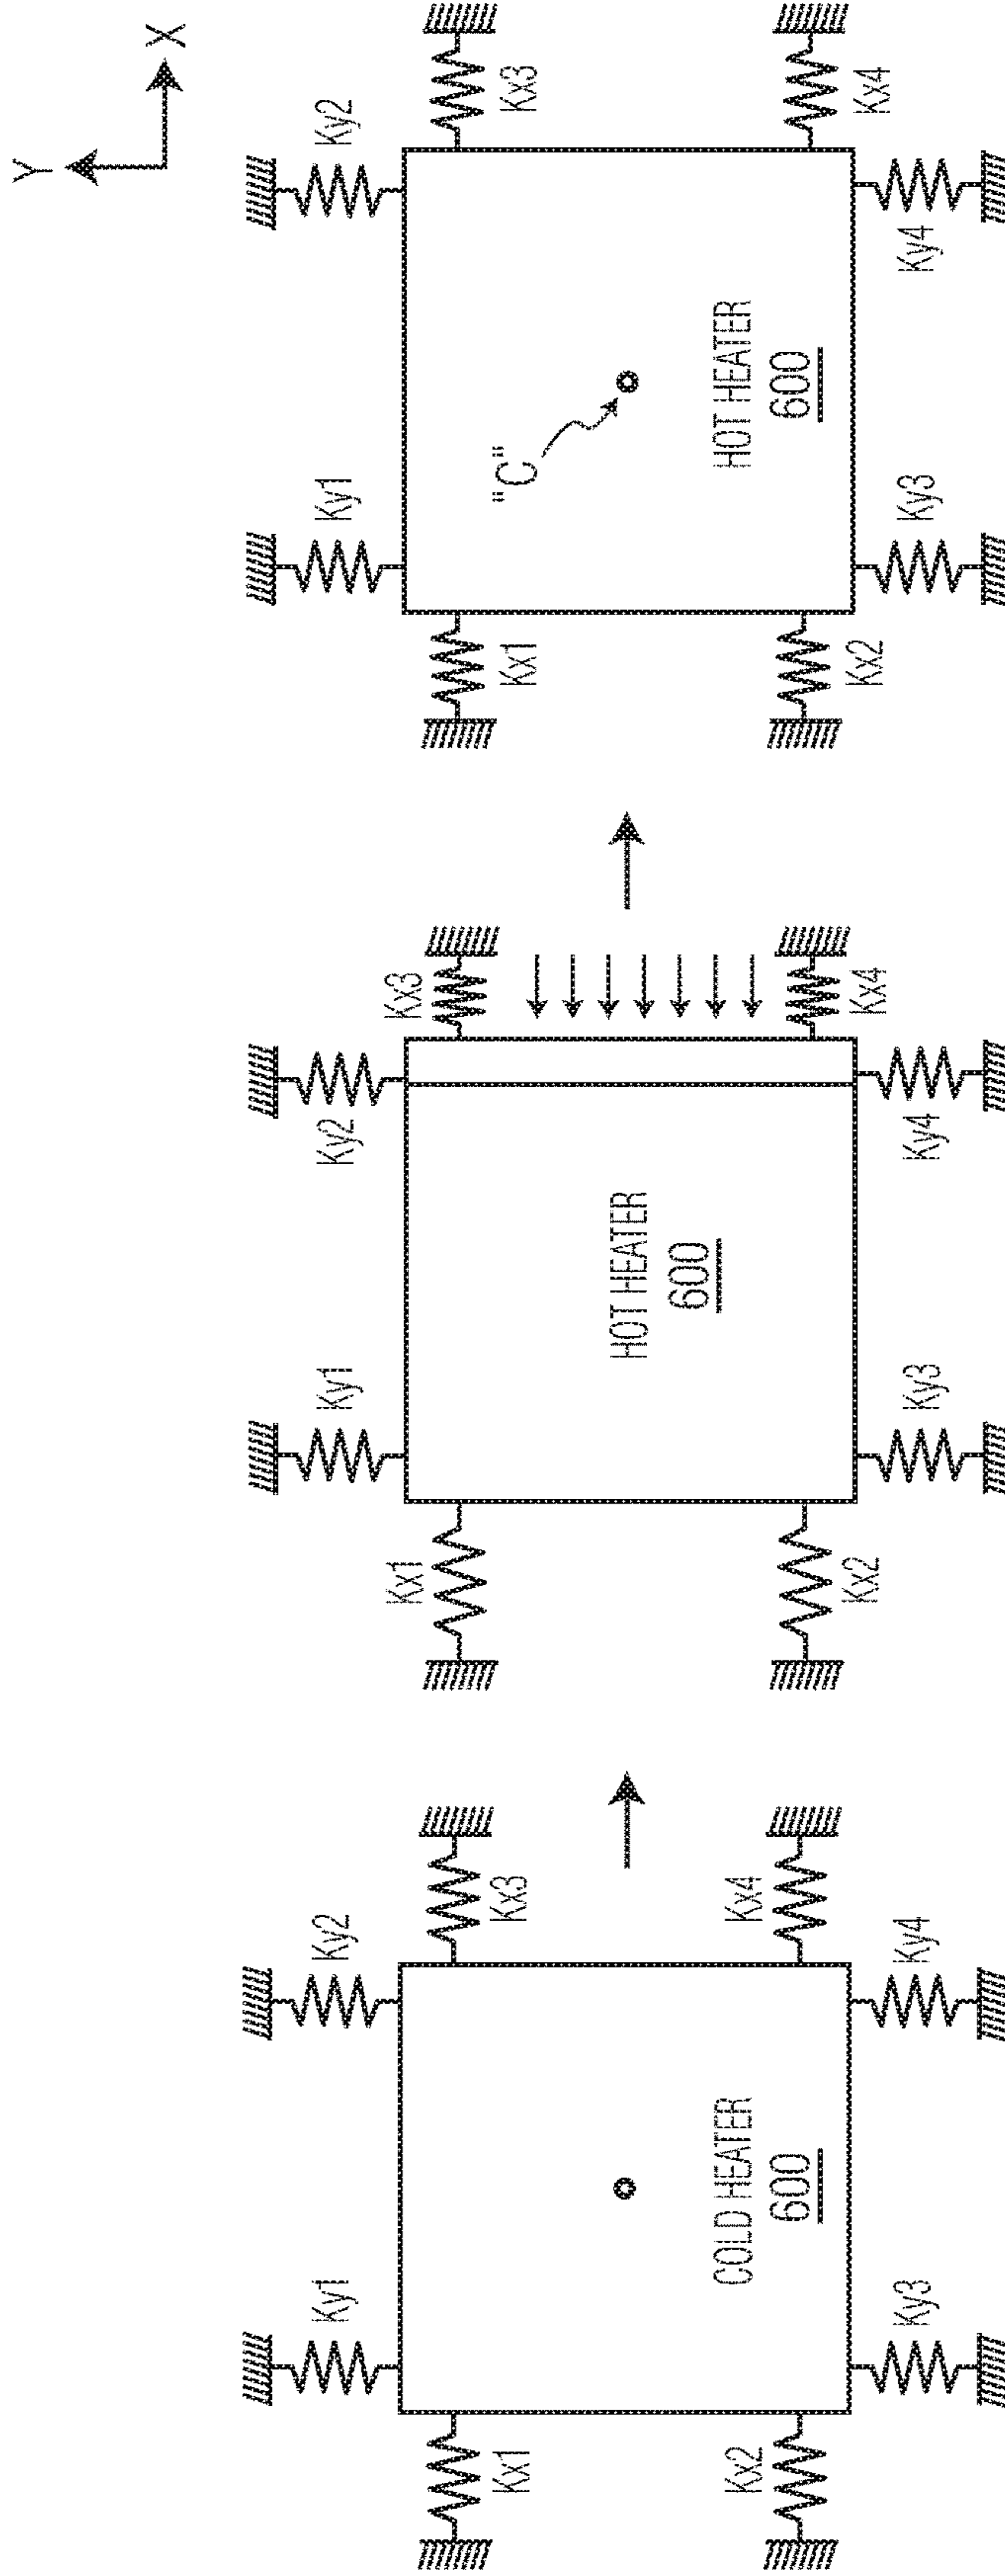 Y
X
Ky1
Ky2
Kx1
Kx3
COLD HEATER
600
Kx2
Kx4
Ky3
Ky4
Ky1
Ky2
Kx1
Kx3
HOT HEATER
600
Kx2
Kx4
Ky3
Ky4
Ky1
Ky2
Kx1
Kx3
"C"
HOT HEATER
600
Kx2
Kx4
Ky3
Ky4